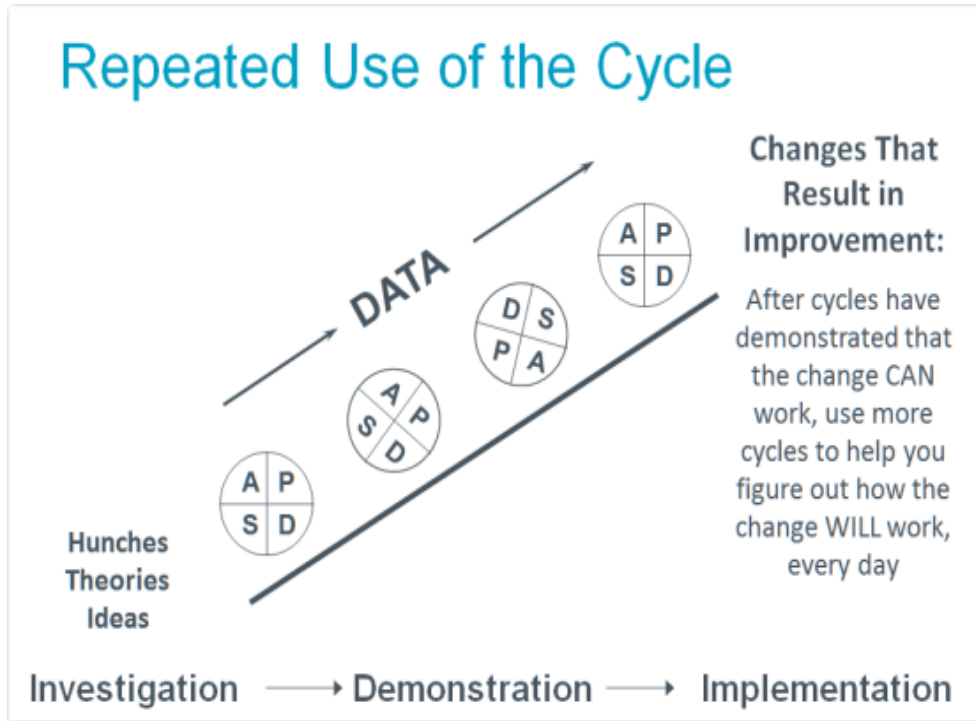 Repeated Use of the Cycle
Changes That
Result in
Improvement:
After cycles have
demonstrated that
the change CAN
work, use more
cycles to help you
figure out how the
change WILL work,
every day
DATA
A P
S D
D S
P A
A P
S D
A P
S D
Hunches
Theories
Ideas
Investigation Demonstration Implementation